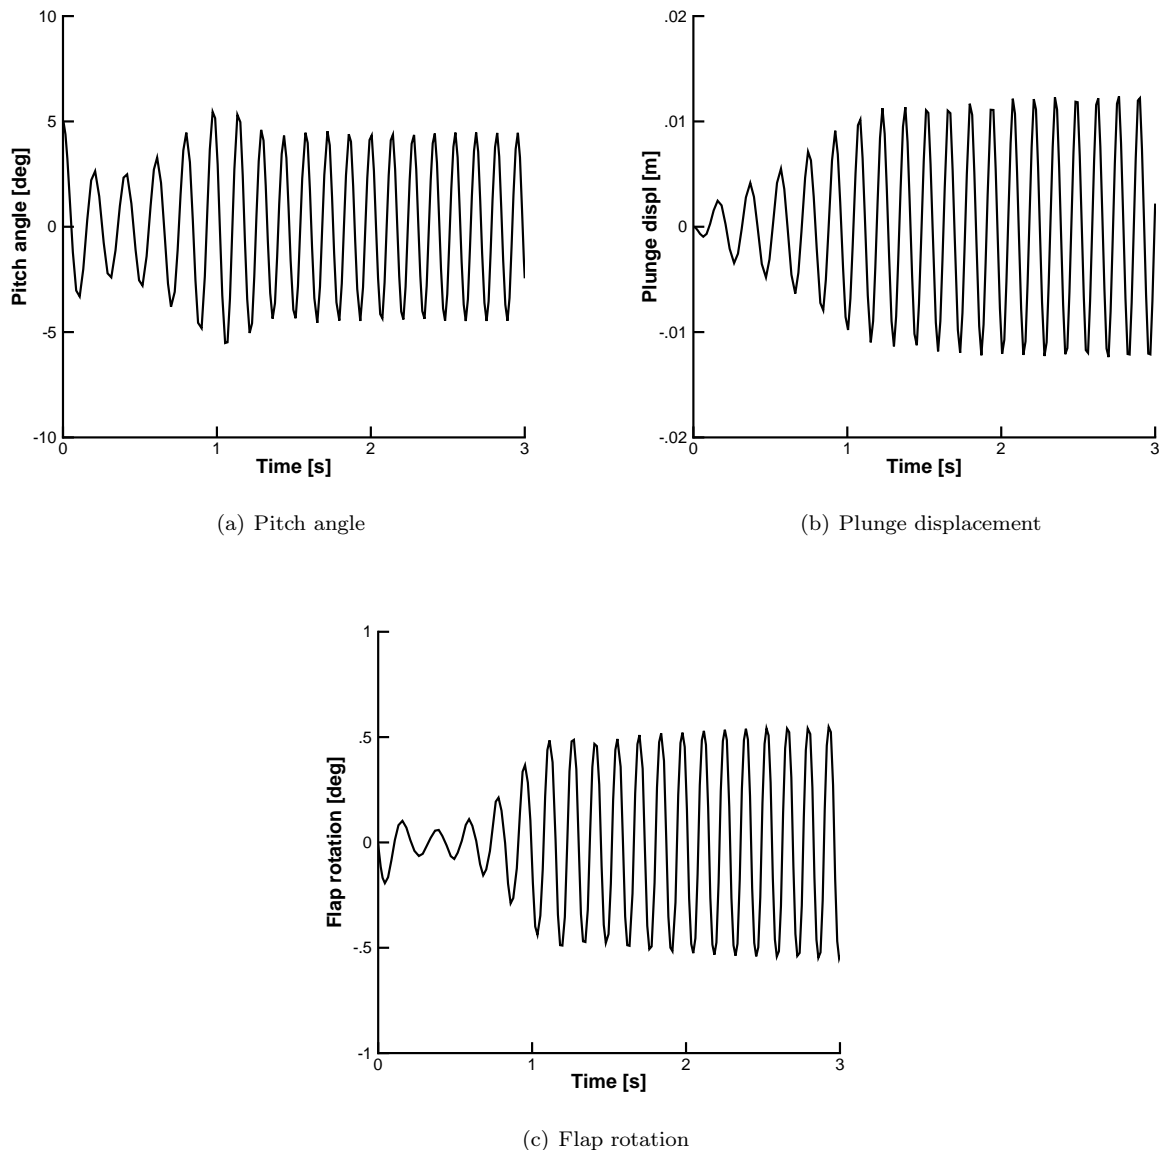 10
5
0
-5
-10
Pitch angle [deg]
0 1 2 3
Time [s]
(a) Pitch angle
.02
.01
0
-.01
-.02
Plunge displ [m]
0 1 2 3
Time [s]
(b) Plunge displacement
1
.5
0
-.5
-1
Flap rotation [deg]
0 1 2 3
Time [s]
(c) Flap rotation